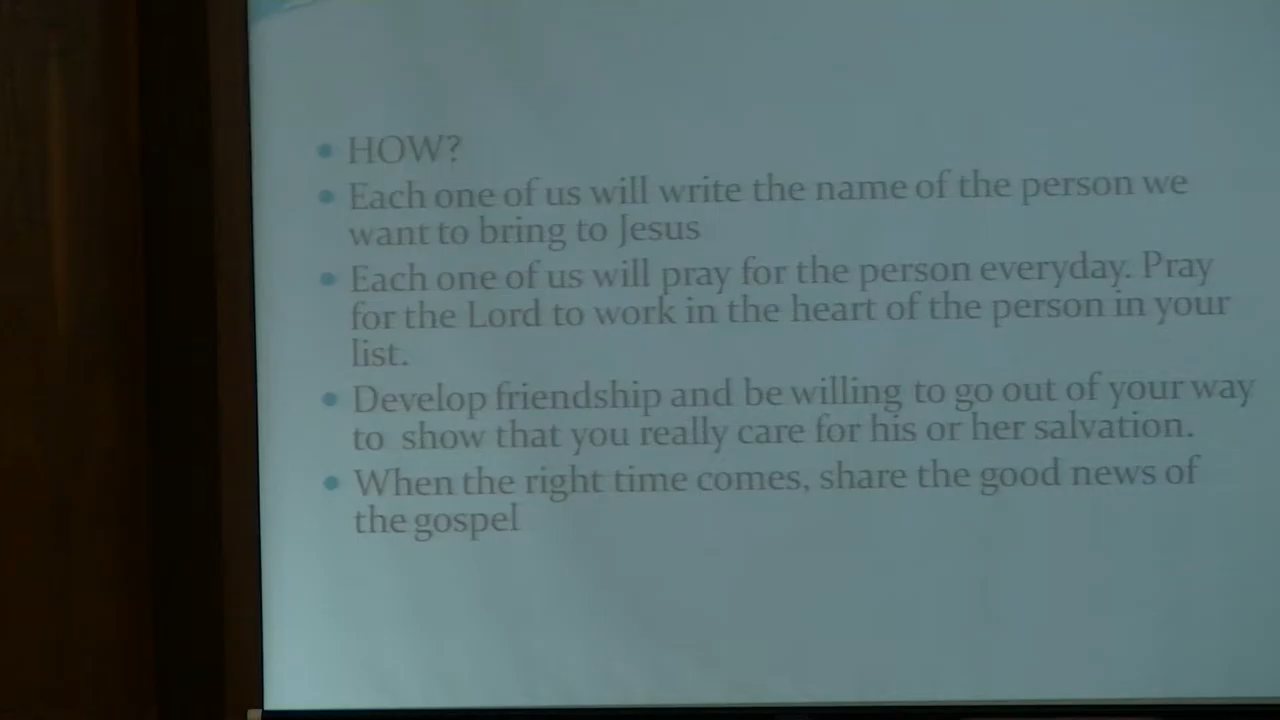 • HOW?
• Each one of us will write the name of the person we
want to bring to Jesus
• Each one of us will pray for the person everyday. Pray
for the Lord to work in the heart of the person in your
list.
• Develop friendship and be willing to go out of your way
to show that you really care for his or her salvation.
• When the right time comes, share the good news of
the gospel